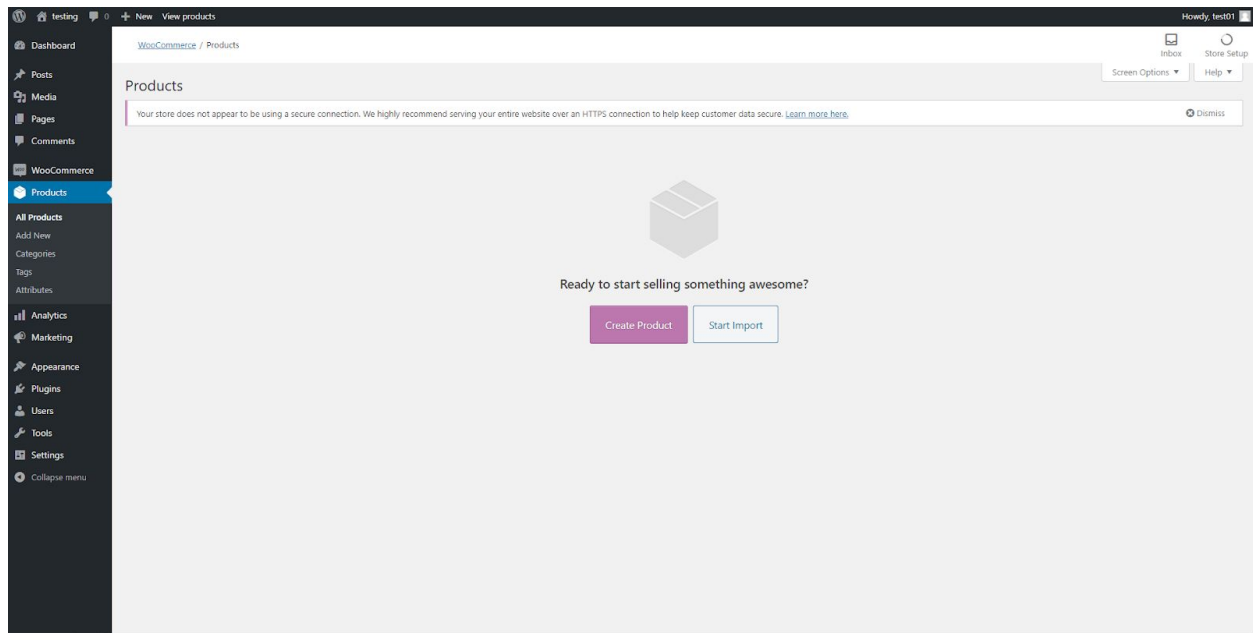 testing 0 + New View products Howdy, test01
Dashboard
Posts
Media
Pages
Comments
WooCommerce
Products
All Products
Add New
Categories
Tags
Attributes
Analytics
Marketing
Appearance
Plugins
Users
Tools
Settings
Collapse menu
WooCommerce / Products
Inbox
Store Setup
Screen Options ▼
Help ▼
Products
Your store does not appear to be using a secure connection. We highly recommend serving your entire website over an HTTPS connection to help keep customer data secure. Learn more here.
Dismiss
Ready to start selling something awesome?
Create Product
Start Import